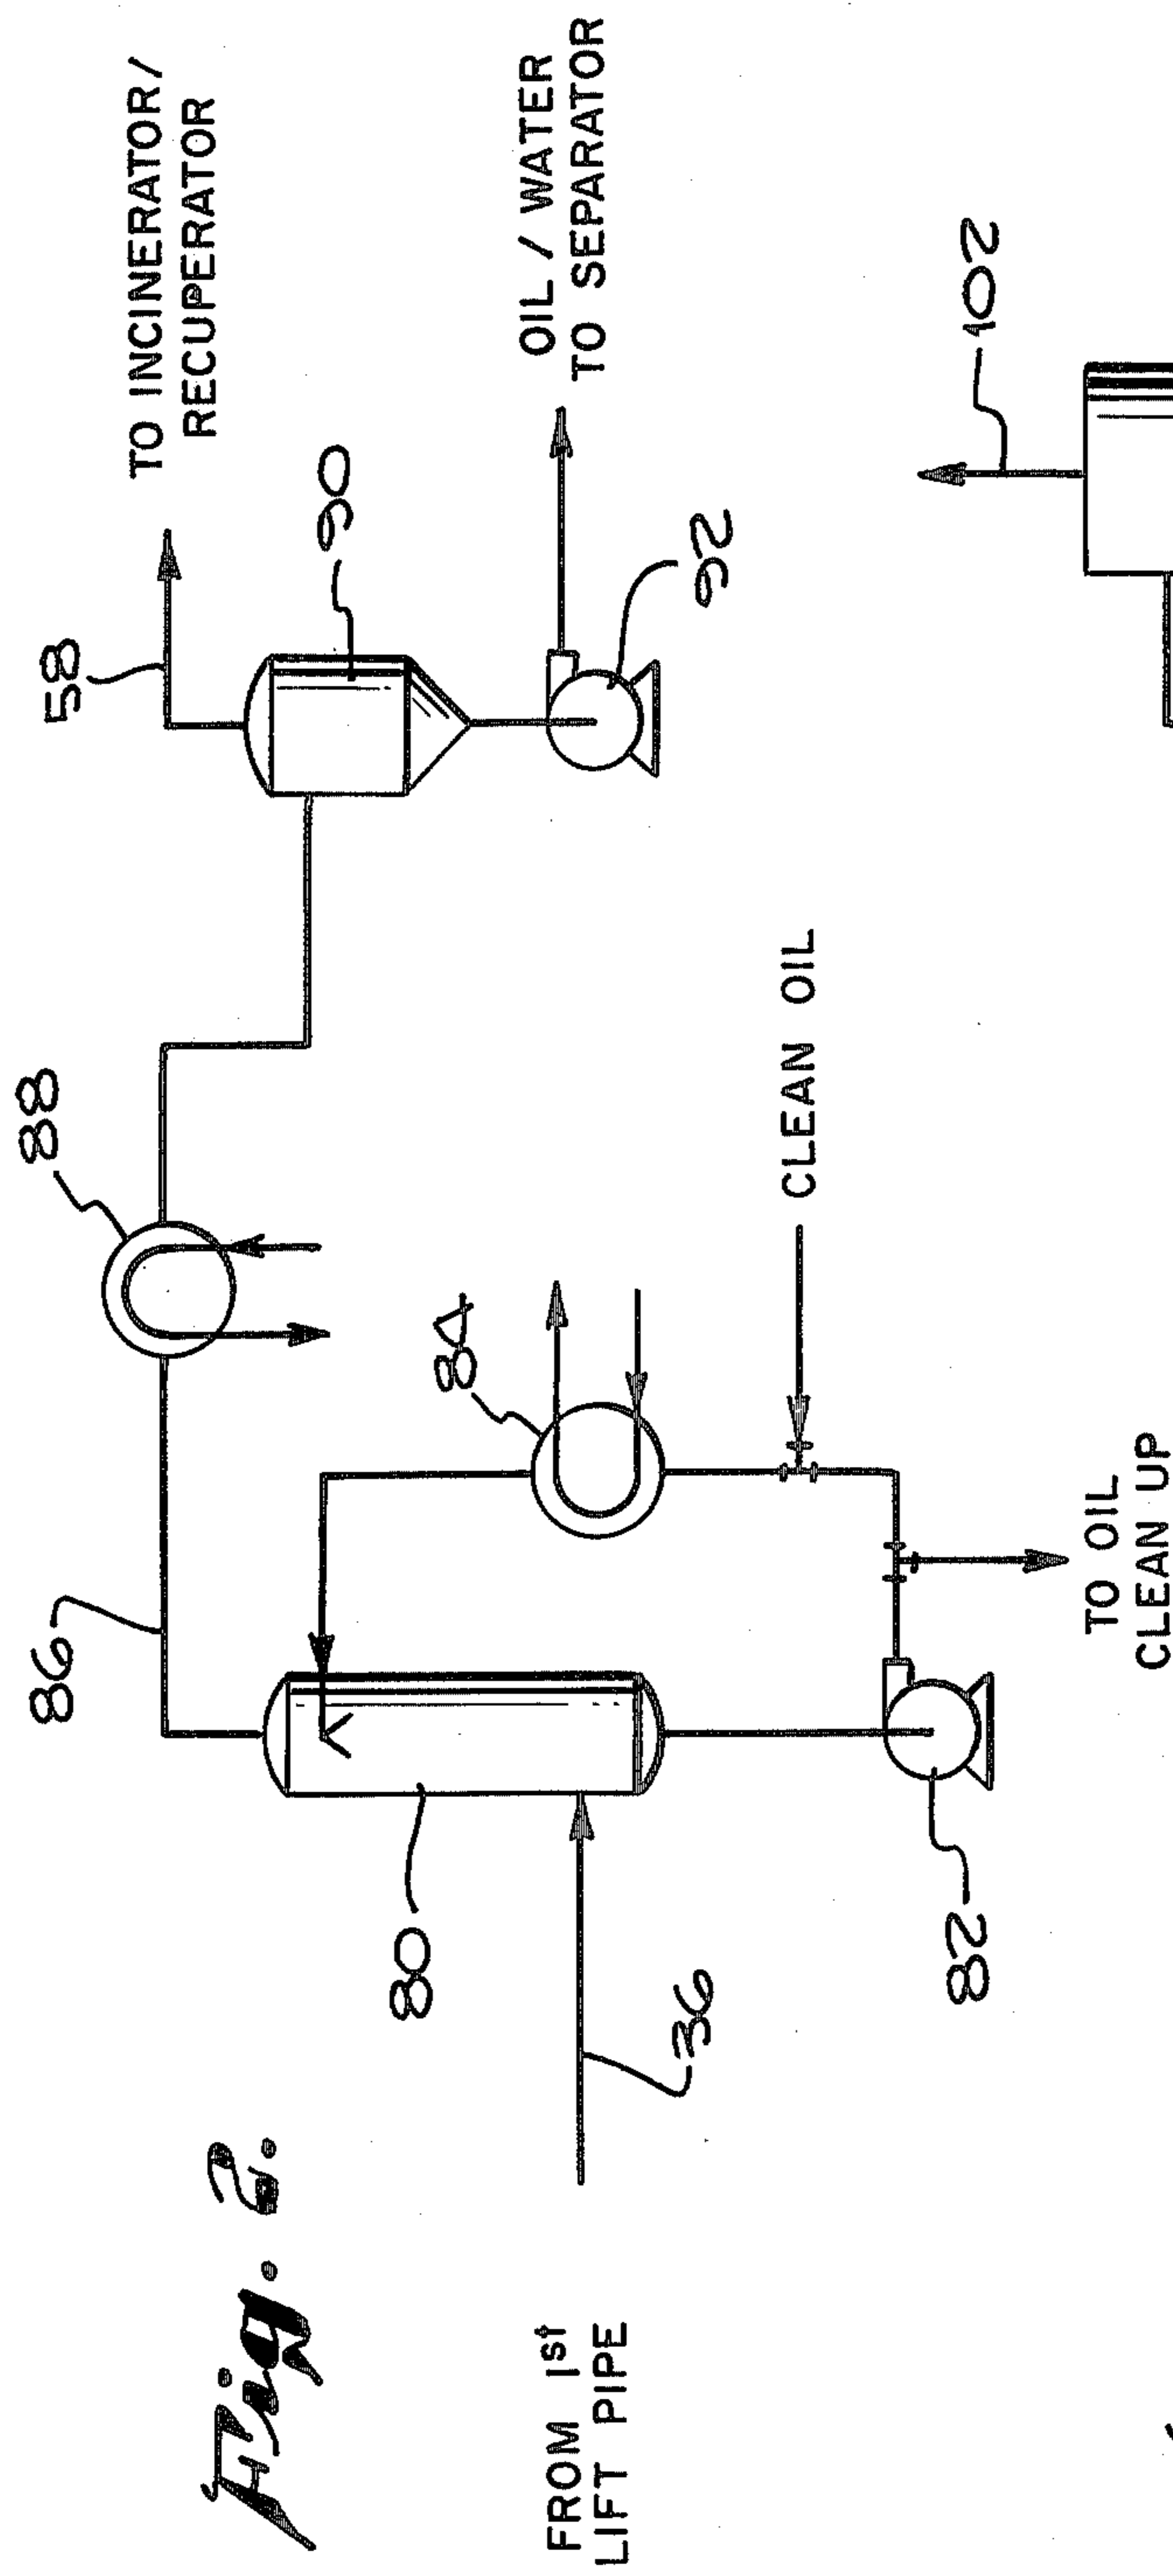 Fig. 2.
TO INCINERATOR/
RECUPERATOR
58
88
86
90
OIL / WATER
TO SEPARATOR
84
80
92
FROM 1st
LIFT PIPE
36
CLEAN OIL
82
102
TO OIL
CLEAN UP